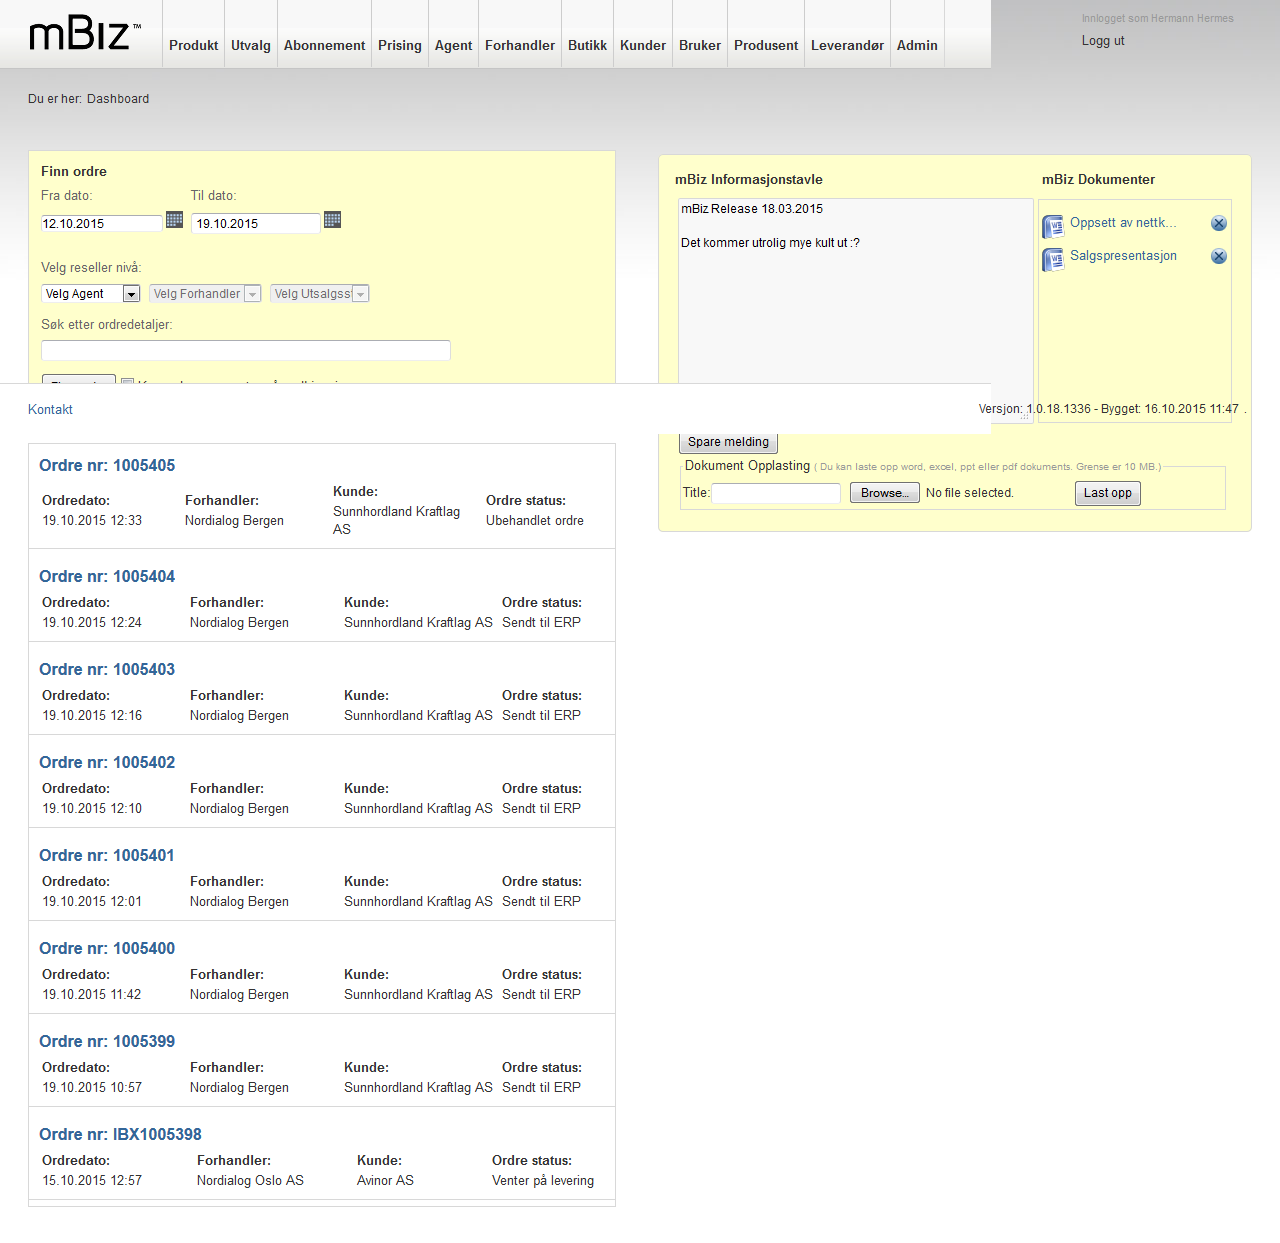 mBiz™
Produkt Utvalg Abonnement Prising Agent Forhandler Butikk Kunder Bruker Produsent Leverandør Admin
Innlogget som Hermann Hermes
Logg ut
Du er her: Dashboard
Finn ordre
Fra dato: Til dato:
12.10.2015 19.10.2015
Velg reseller nivå:
Velg Agent Velg Forhandler Velg Utsalgsst
Søk etter ordredetaljer:
mBiz Informasjonstavle
mBiz Release 18.03.2015
Det kommer utrolig mye kult ut :?
mBiz Dokumenter
Oppsett av nettk...
Salgspresentasjon
Kontakt
Versjon: 1.0.18.1336 - Bygget: 16.10.2015 11:47 .
Spare melding
Dokument Opplasting ( Du kan laste opp word, excel, ppt eller pdf dokuments. Grense er 10 MB.)
Title: Browse... No file selected. Last opp
Ordre nr: 1005405
Ordredato: Forhandler: Kunde: Ordre status:
19.10.2015 12:33 Nordialog Bergen Sunnhordland Kraftlag AS Ubehandlet ordre
Ordre nr: 1005404
Ordredato: Forhandler: Kunde: Ordre status:
19.10.2015 12:24 Nordialog Bergen Sunnhordland Kraftlag AS Sendt til ERP
Ordre nr: 1005403
Ordredato: Forhandler: Kunde: Ordre status:
19.10.2015 12:16 Nordialog Bergen Sunnhordland Kraftlag AS Sendt til ERP
Ordre nr: 1005402
Ordredato: Forhandler: Kunde: Ordre status:
19.10.2015 12:10 Nordialog Bergen Sunnhordland Kraftlag AS Sendt til ERP
Ordre nr: 1005401
Ordredato: Forhandler: Kunde: Ordre status:
19.10.2015 12:01 Nordialog Bergen Sunnhordland Kraftlag AS Sendt til ERP
Ordre nr: 1005400
Ordredato: Forhandler: Kunde: Ordre status:
19.10.2015 11:42 Nordialog Bergen Sunnhordland Kraftlag AS Sendt til ERP
Ordre nr: 1005399
Ordredato: Forhandler: Kunde: Ordre status:
19.10.2015 10:57 Nordialog Bergen Sunnhordland Kraftlag AS Sendt til ERP
Ordre nr: IBX1005398
Ordredato: Forhandler: Kunde: Ordre status:
15.10.2015 12:57 Nordialog Oslo AS Avinor AS Venter på levering